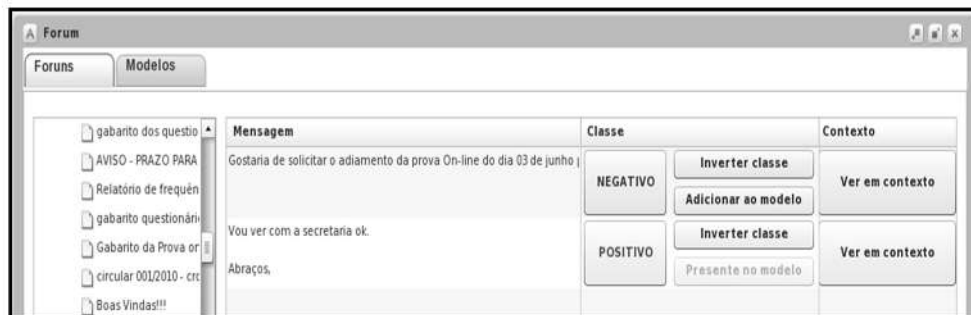 A Forum
Foruns Modelos
gabarito dos questio
AVISO - PRAZO PARA
Relatório de frequên
gabarito questionári
Gabarito da Prova or
circular 001/2010 - crc
Boas Vindas!!!
Mensagem Classe Contexto
Gostaria de solicitar o adiamento da prova On-line do dia 03 de junho
NEGATIVO
Inverter classe
Adicionar ao modelo
Ver em contexto
Vou ver com a secretaria ok.
Abraços,
POSITIVO
Inverter classe
Presente no modelo
Ver em contexto